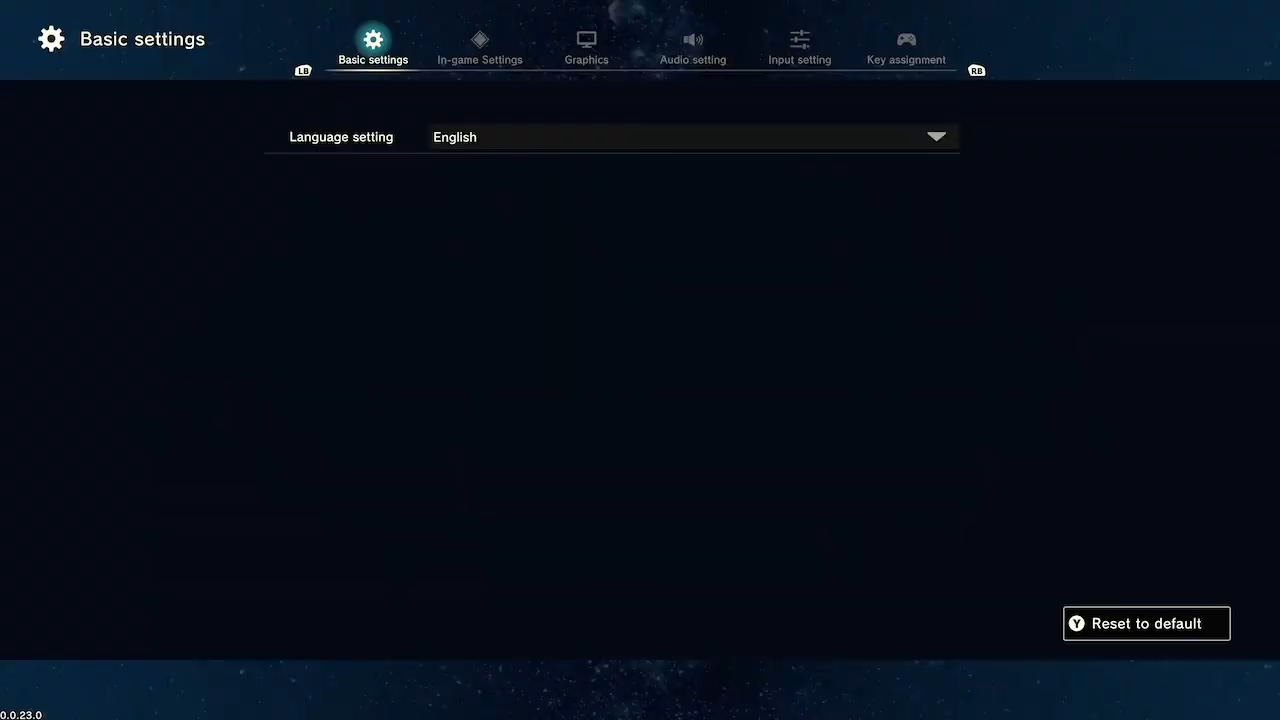 Basic settings
Basic settings In-game Settings Graphics Audio setting Input setting Key assignment
LB RB
Language setting English
Y Reset to default
0.0.23.0